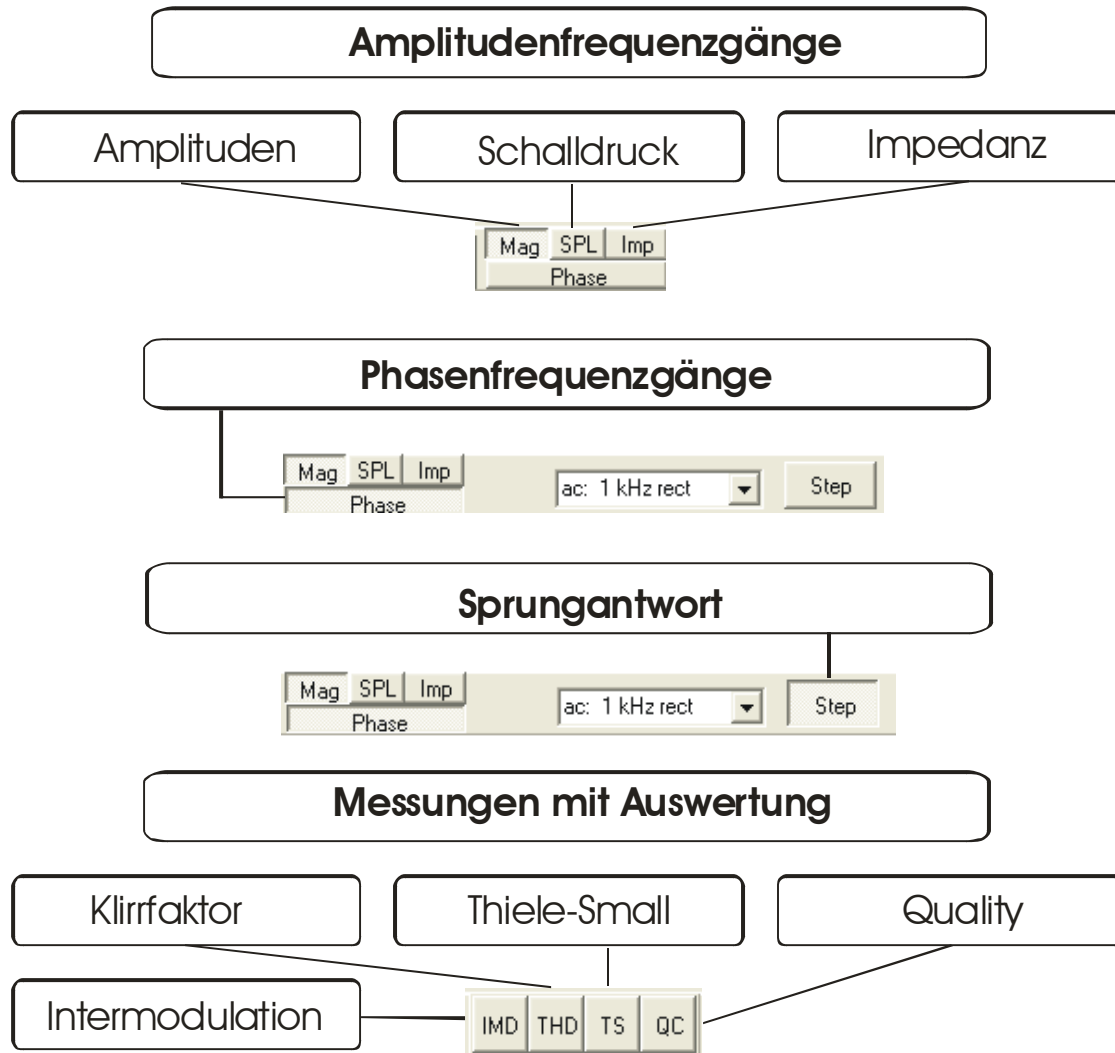 Amplitudenfrequenzgänge
Amplituden Schalldruck Impedanz
Mag SPL Imp
Phase
Phasenfrequenzgänge
Mag SPL Imp
Phase ac: 1 kHz rect Step
Sprungantwort
Mag SPL Imp
Phase ac: 1 kHz rect Step
Messungen mit Auswertung
Klirrfaktor Thiele-Small Quality
Intermodulation IMD THD TS QC